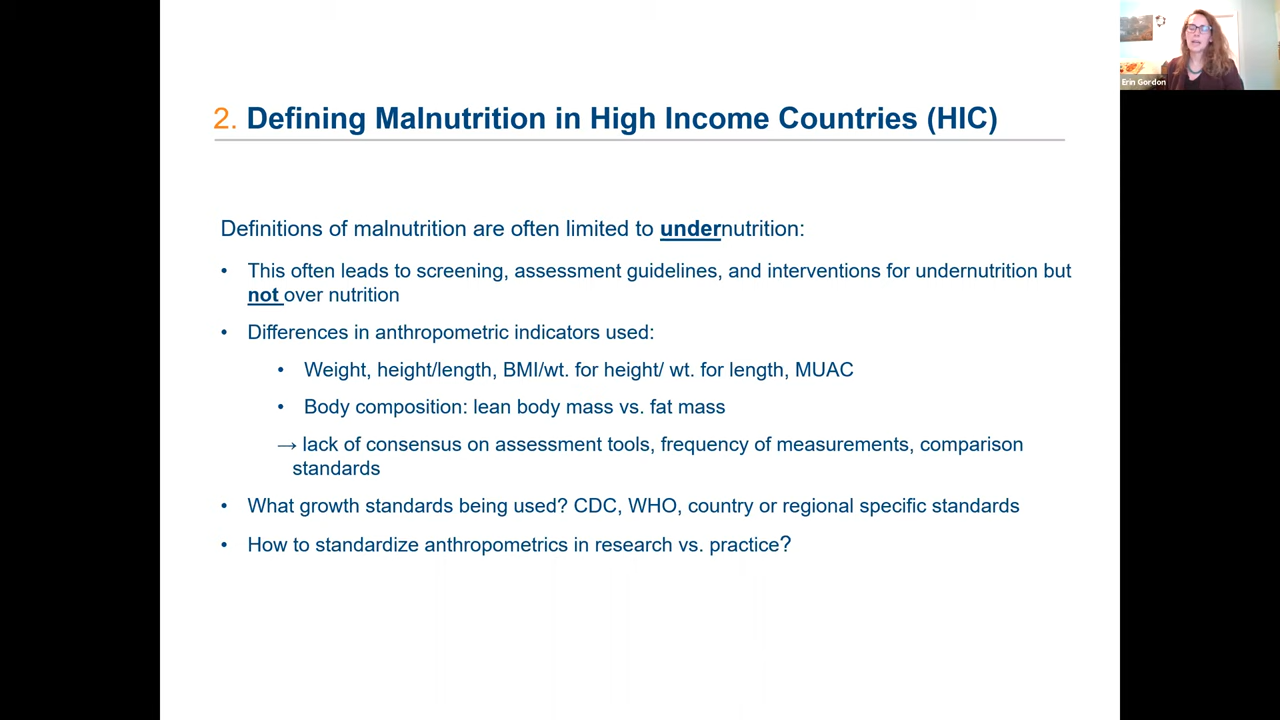 2. Defining Malnutrition in High Income Countries (HIC)
Erin Gordon
Definitions of malnutrition are often limited to undernutrition:
• This often leads to screening, assessment guidelines, and interventions for undernutrition but
not over nutrition
• Differences in anthropometric indicators used:
• Weight, height/length, BMI/wt. for height/ wt. for length, MUAC
• Body composition: lean body mass vs. fat mass
→ lack of consensus on assessment tools, frequency of measurements, comparison
standards
• What growth standards being used? CDC, WHO, country or regional specific standards
• How to standardize anthropometrics in research vs. practice?